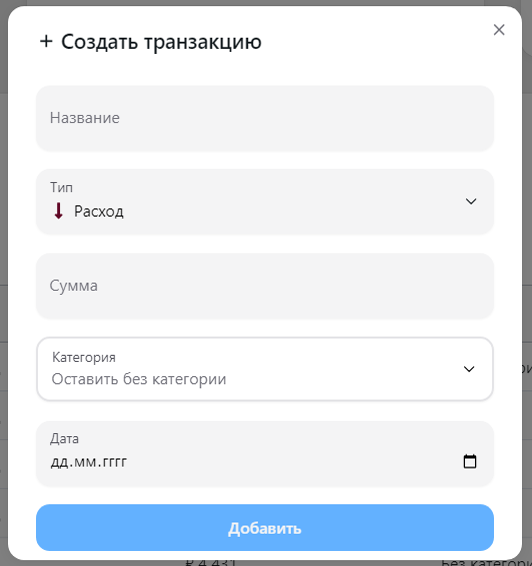 + Создать транзакцию
Название
Тип
Расход
Сумма
Категория
Оставить без категории
Дата
дд.мм.гггг
Добавить
₽ 4 431
Без категори